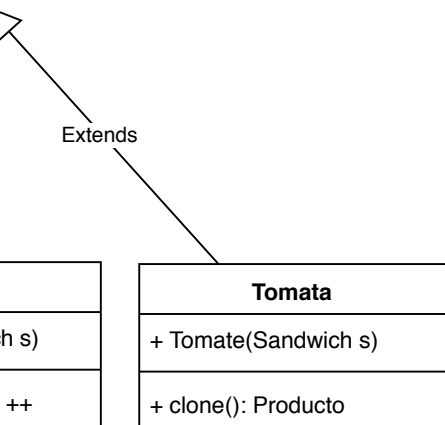 Extends
Tomata
h s)
+ Tomate(Sandwich s)
++
+ clone(): Producto